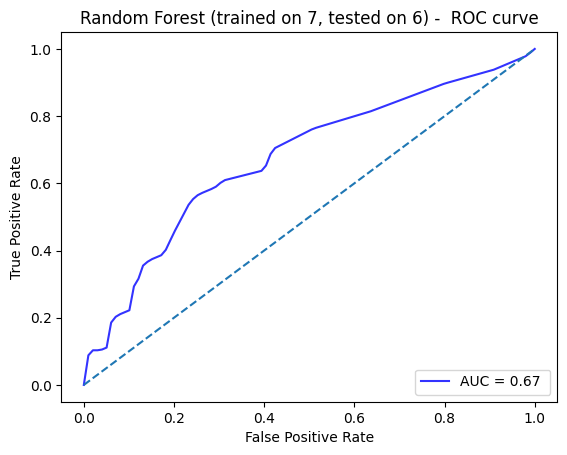 Random Forest (trained on 7, tested on 6) -  ROC curve
True Positive Rate
1.0
0.8
0.6
0.4
0.2
0.0
AUC = 0.67
0.0 0.2 0.4 0.6 0.8 1.0
False Positive Rate